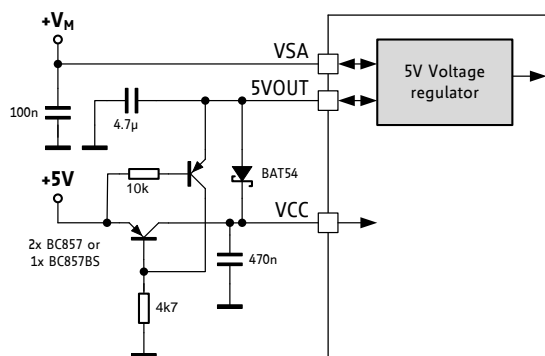 +VM
VSA
5V Voltage
regulator
5VOUT
100n
4.7µ
+5V
10k
BAT54
VCC
2x BC857 or
1x BC857BS
470n
4k7